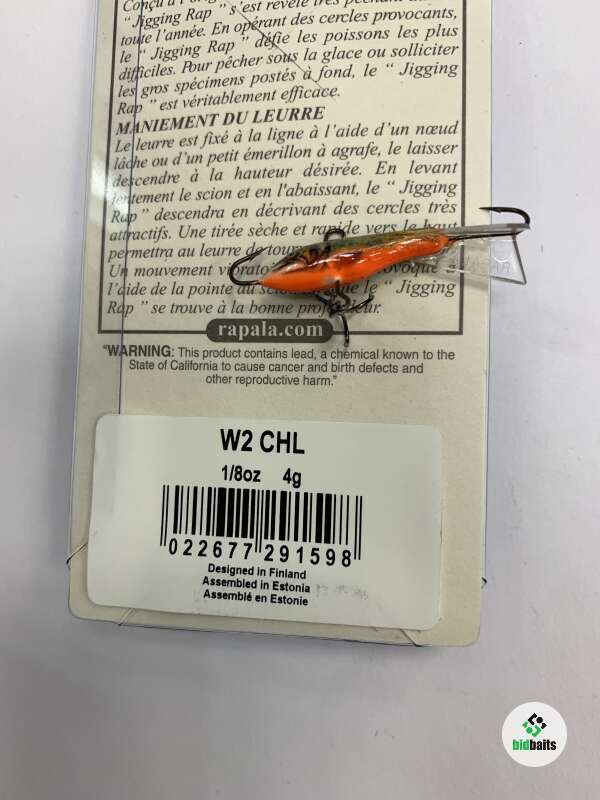 Conçu à l'orig
"Jigging Rap" s'est révélé très
toute l'année. En opérant des cercles provocants,
le "Jigging Rap" défie les poissons les plus
difficiles. Pour pêcher sous la glace ou solliciter
les gros spécimens postés à fond, le "Jigging
Rap" est véritablement efficace.
MANIEMENT DU LEURRE
Le leurre est fixé à la ligne à l'aide d'un nœud
lâche ou d'un petit émerillon à agrafe, le laisser
descendre à la hauteur désirée. En levant
lentement le scion et en l'abaissant, le "Jigging
Rap" descendra en décrivant des cercles très
attractifs. Une tirée sèche et rapide vers le haut
permettra au leurre de
Un mouvement
l'aide de la pointe du le "Jigging
Rap" se trouve à la bonne
rapala.com
"WARNING: This product contains lead, a chemical known to the
State of California to cause cancer and birth defects and
other reproductive harm."
W2 CHL
1/8oz 4g
022677 291598
Designed in Finland
Assembled in Estonia
Assemblé en Estonie
bidbaits